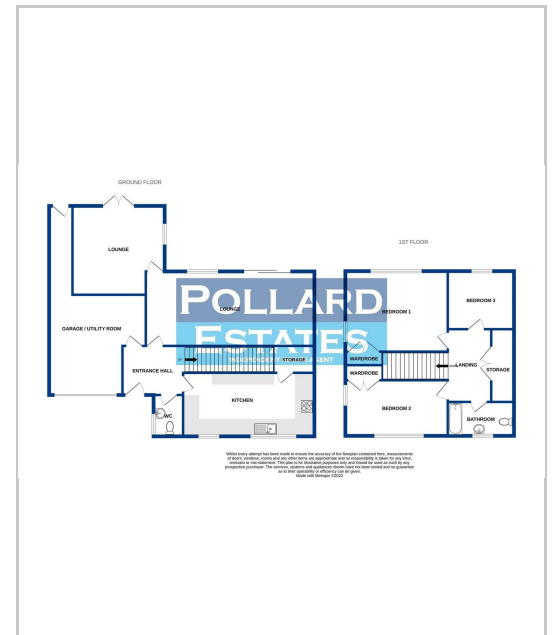 GROUND FLOOR
LOUNGE
GARAGE / UTILITY ROOM
LOUNGE
ENTRANCE HALL
STORAGE
KITCHEN
WC
1ST FLOOR
BEDROOM 1
BEDROOM 3
WARDROBE
WARDROBE
LANDING
STORAGE
BEDROOM 2
BATHROOM
POLLARD
ESTATES
INDEPENDENT AGENT
Whilst every attempt has been made to ensure the accuracy of the floorplan contained here, measurements
of doors, windows, rooms and any other items are approximate and no responsibility is taken for any error,
omission or mis-statement. This plan is for illustrative purposes only and should be used as such by any
prospective purchaser. The services, systems and appliances shown have not been tested and no guarantee
as to their operability or efficiency can be given.
Made with Metropix ©2023